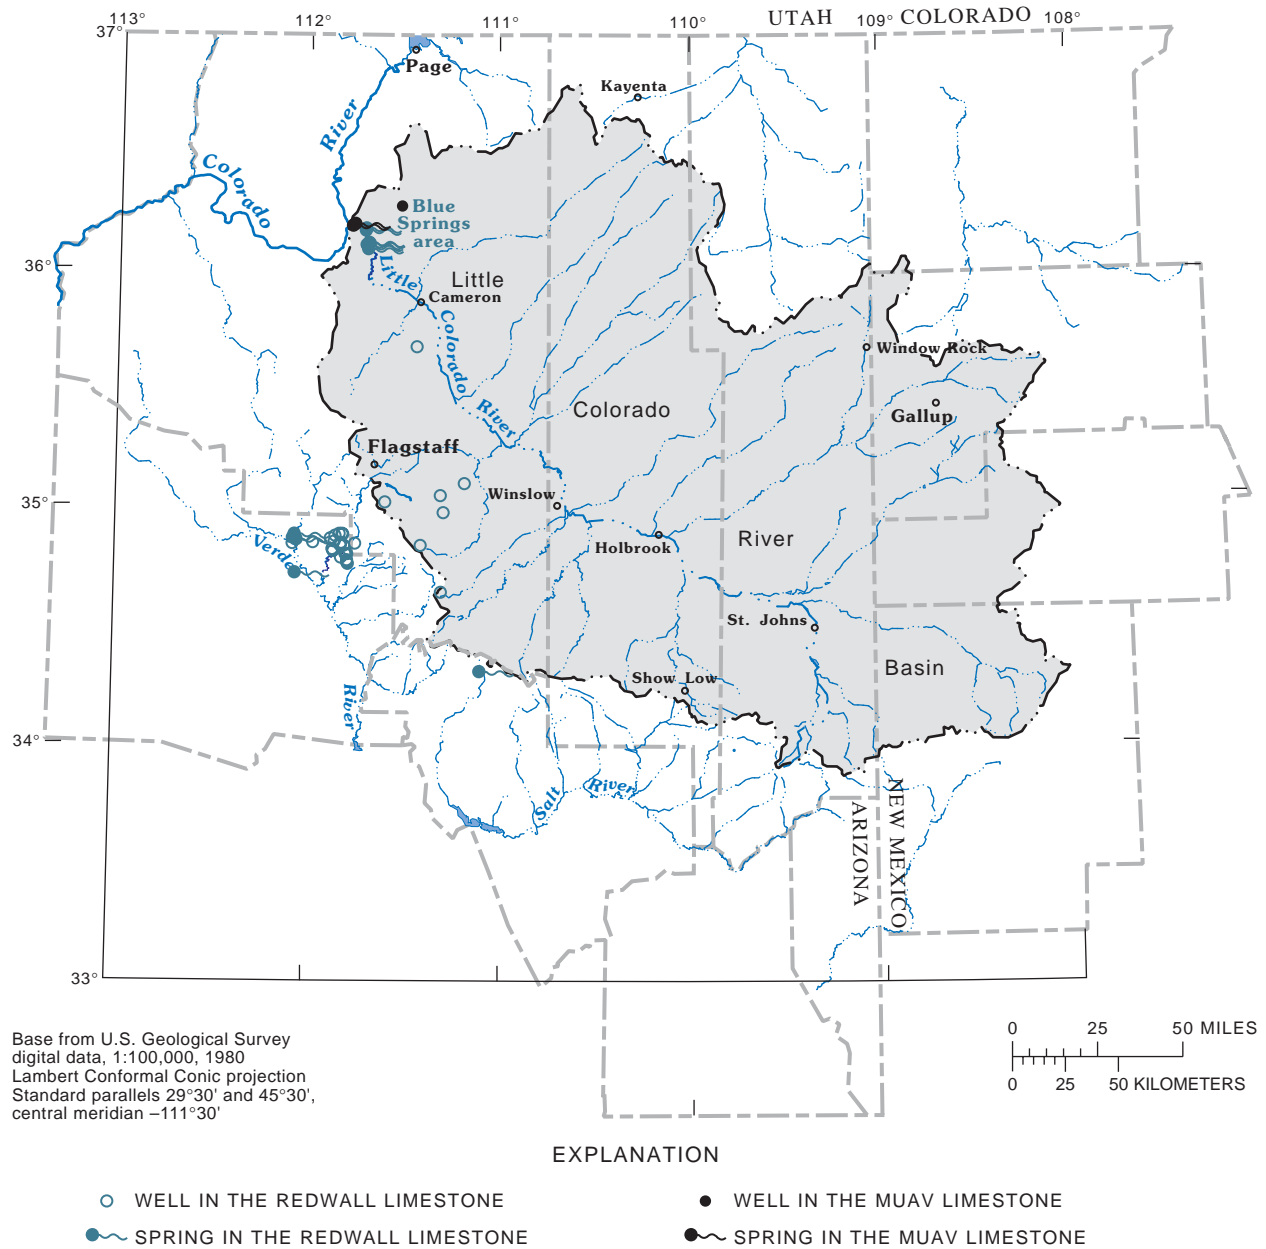 113°
112°
111°
110°
UTAH
109°
COLORADO
108°
37°
Page
Kayenta
River
Colorado
Blue
Springs
area
36°
Little
Little
Cameron
Colorado
Window Rock
River
Colorado
Gallup
Flagstaff
35°
Winslow
Verde
Holbrook
River
St. Johns
Basin
Show Low
River
34°
Salt
River
ARIZONA
NEW MEXICO
33°
Base from U.S. Geological Survey
digital data, 1:100,000, 1980
Lambert Conformal Conic projection
Standard parallels 29°30' and 45°30',
central meridian –111°30'
0 25 50 MILES
0 25 50 KILOMETERS
EXPLANATION
WELL IN THE REDWALL LIMESTONE
SPRING IN THE REDWALL LIMESTONE
WELL IN THE MUAV LIMESTONE
SPRING IN THE MUAV LIMESTONE